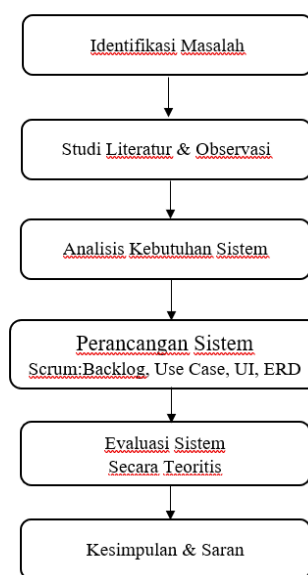 Identifikasi Masalah
Studi Literatur & Observasi
Analisis Kebutuhan Sistem
Perancangan Sistem
Scrum:Backlog, Use Case, UI, ERD
Evaluasi Sistem
Secara Teoritis
Kesimpulan & Saran